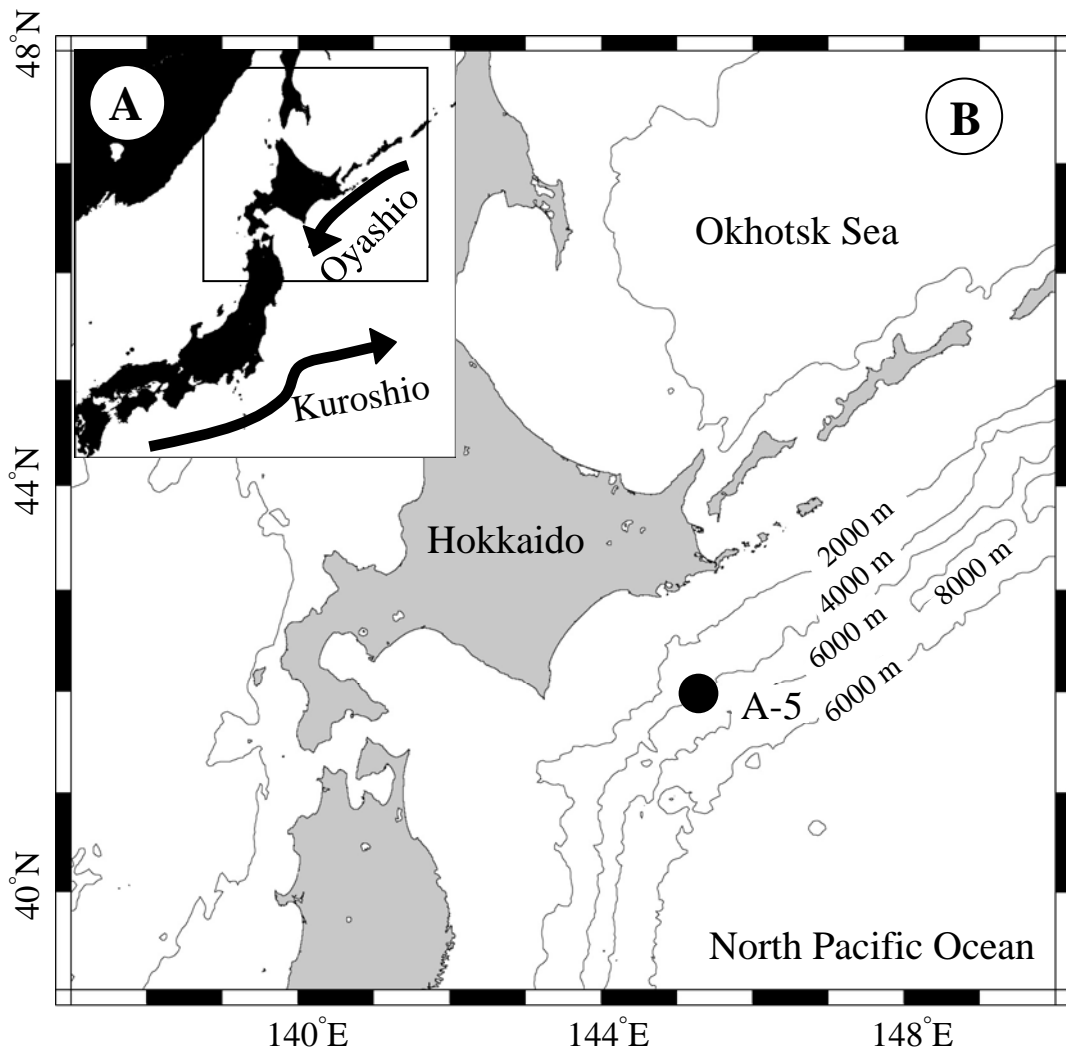 48°N
A
B
Okhotsk Sea
Oyashio
Kuroshio
44°N
Hokkaido
2000 m
4000 m
8000 m
6000 m
6000 m
A-5
40°N
North Pacific Ocean
140°E
144°E
148°E